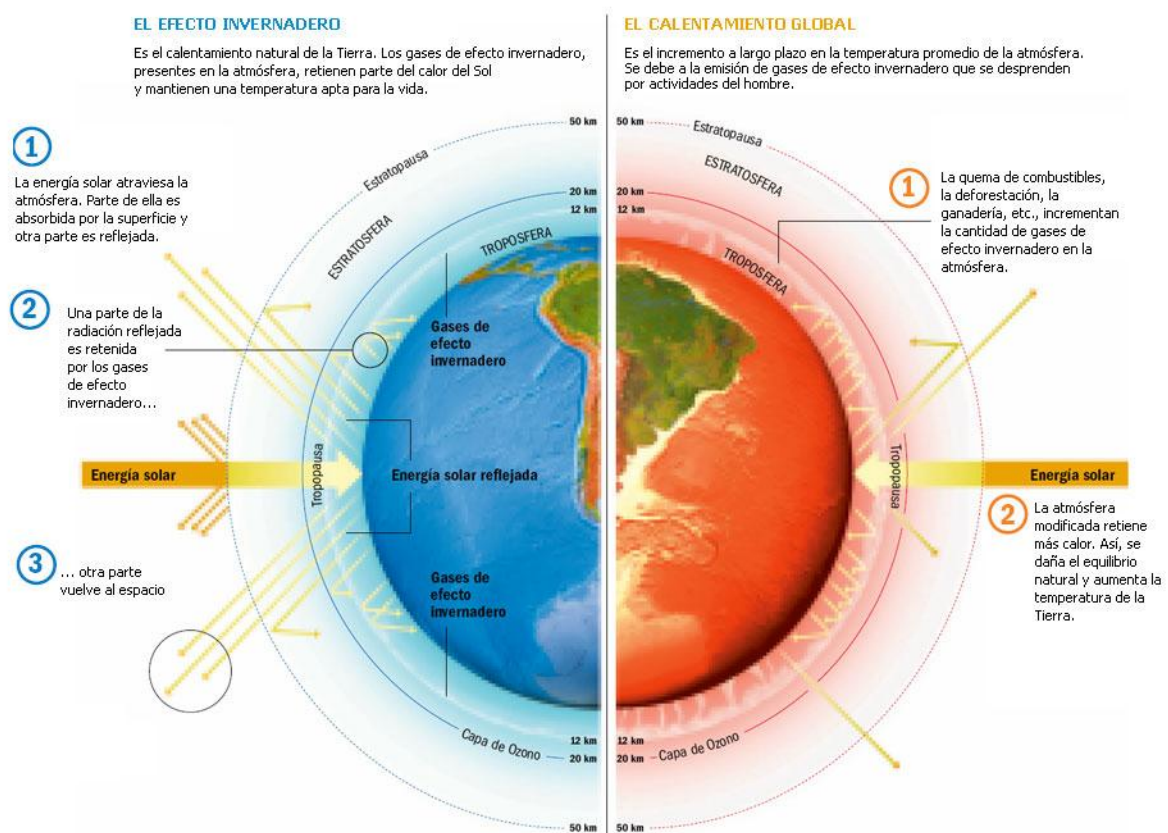 EL EFECTO INVERNADERO
Es el calentamiento natural de la Tierra. Los gases de efecto invernadero,
presentes en la atmósfera, retienen parte del calor del Sol
y mantienen una temperatura apta para la vida.
1
La energía solar atraviesa la
atmósfera. Parte de ella es
absorbida por la superficie y
otra parte es reflejada.
2
Una parte de la
radiación reflejada
es retenida
por los gases
de efecto
invernadero...
Energía solar
3
... otra parte
vuelve al espacio
50 km
Estratopausa
20 km
ESTRATOSFERA
12 km
TROPOSFERA
Gases de
efecto
invernadero
Tropopausa
Energía solar reflejada
Gases de
efecto
invernadero
12 km
Capa de Ozono
20 km
50 km
EL CALENTAMIENTO GLOBAL
Es el incremento a largo plazo en la temperatura promedio de la atmósfera.
Se debe a la emisión de gases de efecto invernadero que se desprenden
por actividades del hombre.
50 km
Estratopausa
ESTRATOSFERA
20 km
12 km
TROPOSFERA
1
La quema de combustibles,
la deforestación, la
ganadería, etc., incrementan
la cantidad de gases de
efecto invernadero en la
atmósfera.
Tropopausa
Energía solar
2
La atmósfera
modificada retiene
más calor. Así, se
daña el equilibrio
natural y aumenta la
temperatura de la
Tierra.
12 km
20 km
Capa de Ozono
50 km